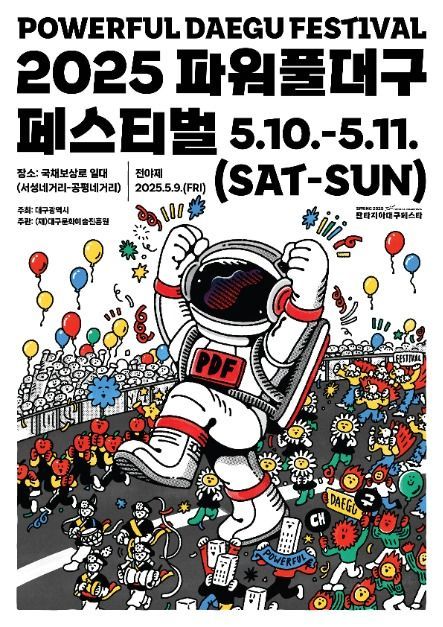 POWERFUL DAEGU FESTIVAL
2025 파워풀대구
페스티벌 5.10.-5.11.
(SAT-SUN)
장소: 국채보상로 일대
(서성네거리~공평네거리)
전야제
2025.5.9.(FRI)
주최: 대구광역시
주관: (재)대구문화예술진흥원
판타지아대구페스타
PDF
FESTIVAL
DAEGU
CH
POWERFUL